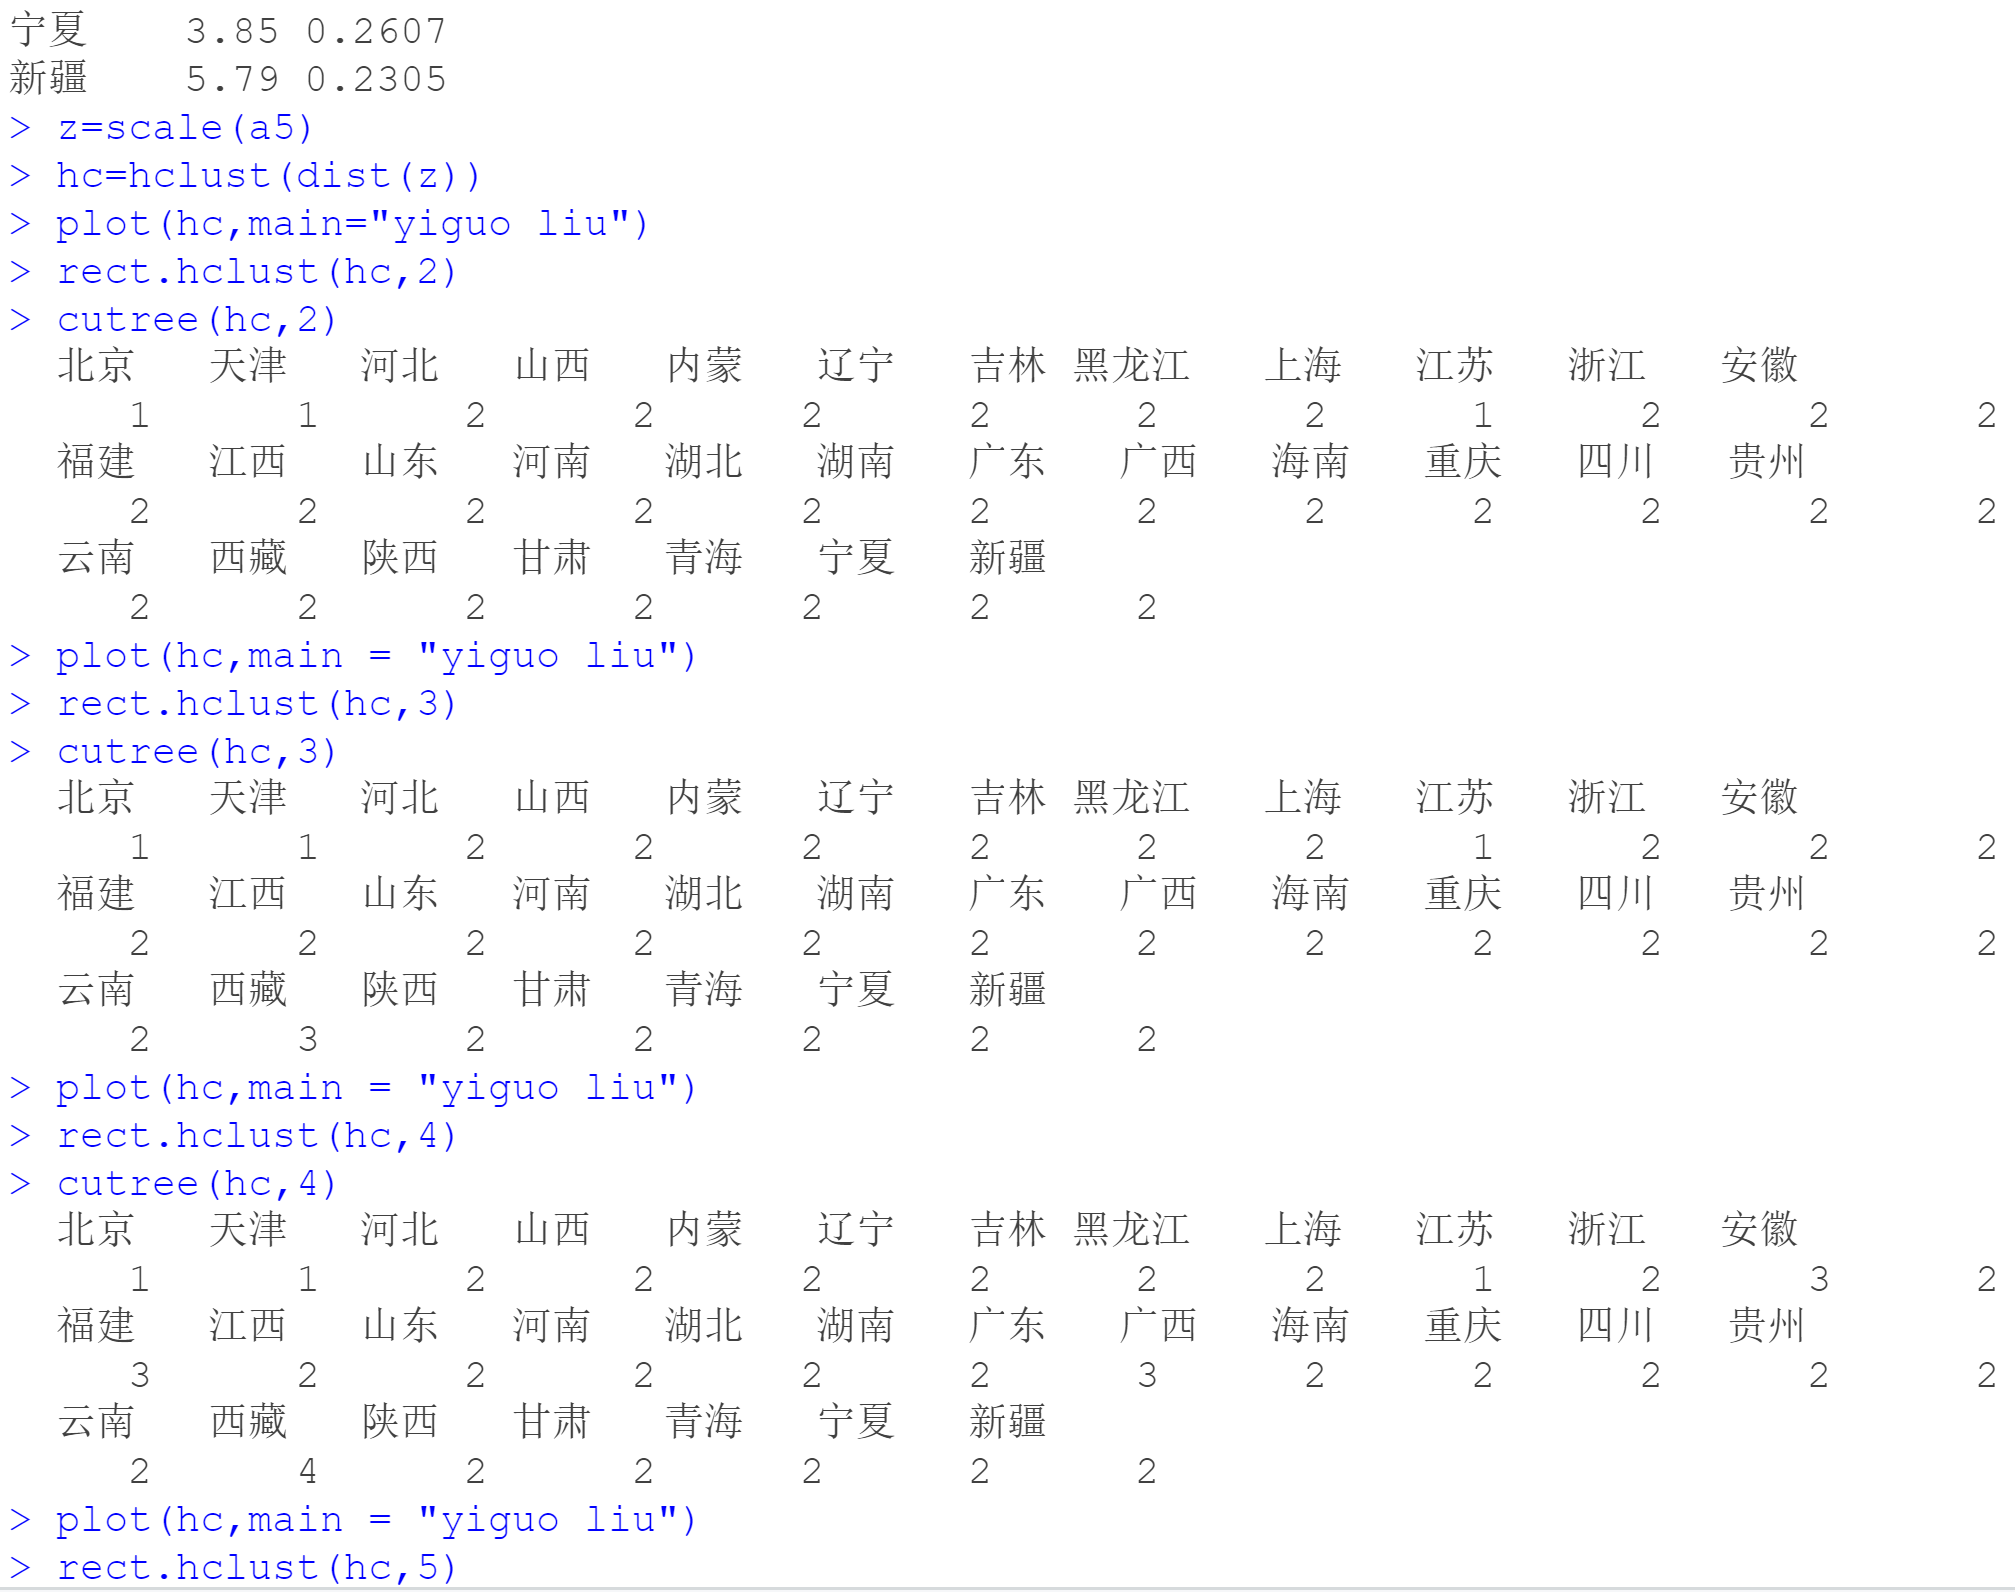 宁夏 3.85 0.2607
新疆 5.79 0.2305
> z=scale(a5)
> hc=hclust(dist(z))
> plot(hc,main="yiguo liu")
> rect.hclust(hc,2)
> cutree(hc,2)
北京 天津 河北 山西 内蒙 辽宁 吉林 黑龙江 上海 江苏 浙江 安徽
1 1 2 2 2 2 2 2 1 2 2 2
福建 江西 山东 河南 湖北 湖南 广东 广西 海南 重庆 四川 贵州
2 2 2 2 2 2 2 2 2 2 2 2
云南 西藏 陕西 甘肃 青海 宁夏 新疆
2 2 2 2 2 2 2
> plot(hc,main = "yiguo liu")
> rect.hclust(hc,3)
> cutree(hc,3)
北京 天津 河北 山西 内蒙 辽宁 吉林 黑龙江 上海 江苏 浙江 安徽
1 1 2 2 2 2 2 2 1 2 2 2
福建 江西 山东 河南 湖北 湖南 广东 广西 海南 重庆 四川 贵州
2 2 2 2 2 2 2 2 2 2 2 2
云南 西藏 陕西 甘肃 青海 宁夏 新疆
2 3 2 2 2 2 2
> plot(hc,main = "yiguo liu")
> rect.hclust(hc,4)
> cutree(hc,4)
北京 天津 河北 山西 内蒙 辽宁 吉林 黑龙江 上海 江苏 浙江 安徽
1 1 2 2 2 2 2 2 1 2 3 2
福建 江西 山东 河南 湖北 湖南 广东 广西 海南 重庆 四川 贵州
3 2 2 2 2 2 3 2 2 2 2 2
云南 西藏 陕西 甘肃 青海 宁夏 新疆
2 4 2 2 2 2 2
> plot(hc,main = "yiguo liu")
> rect.hclust(hc,5)